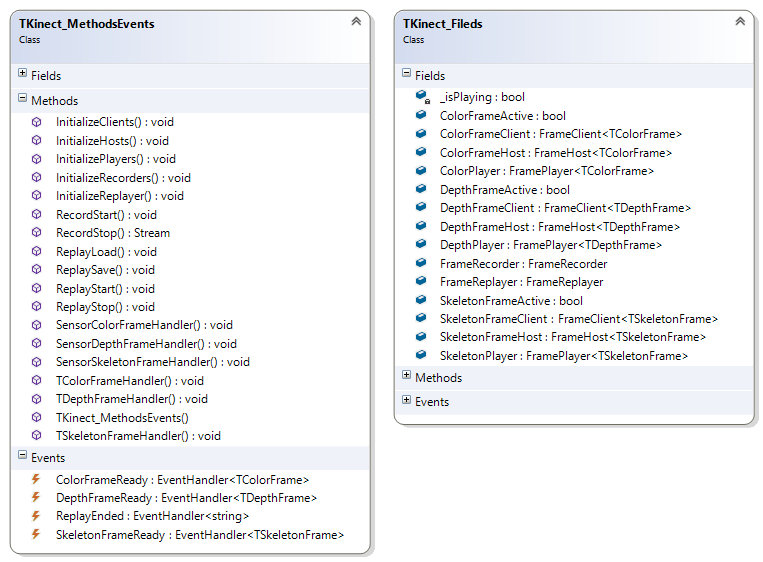 TKinect_MethodsEvents
Class
Fields
Methods
InitializeClients() : void
InitializeHosts() : void
InitializePlayers() : void
InitializeRecorders() : void
InitializeReplayer() : void
RecordStart() : void
RecordStop() : Stream
ReplayLoad() : void
ReplaySave() : void
ReplayStart() : void
ReplayStop() : void
SensorColorFrameHandler() : void
SensorDepthFrameHandler() : void
SensorSkeletonFrameHandler() : void
TColorFrameHandler() : void
TDepthFrameHandler() : void
TKinect_MethodsEvents()
TSkeletonFrameHandler() : void
Events
ColorFrameReady : EventHandler<TColorFrame>
DepthFrameReady : EventHandler<TDepthFrame>
ReplayEnded : EventHandler<string>
SkeletonFrameReady : EventHandler<TSkeletonFrame>
TKinect_Fileds
Class
Fields
_isPlaying : bool
ColorFrameActive : bool
ColorFrameClient : FrameClient<TColorFrame>
ColorFrameHost : FrameHost<TColorFrame>
ColorPlayer : FramePlayer<TColorFrame>
DepthFrameActive : bool
DepthFrameClient : FrameClient<TDepthFrame>
DepthFrameHost : FrameHost<TDepthFrame>
DepthPlayer : FramePlayer<TDepthFrame>
FrameRecorder : FrameRecorder
FrameReplayer : FrameReplayer
SkeletonFrameActive : bool
SkeletonFrameClient : FrameClient<TSkeletonFrame>
SkeletonFrameHost : FrameHost<TSkeletonFrame>
SkeletonPlayer : FramePlayer<TSkeletonFrame>
Methods
Events